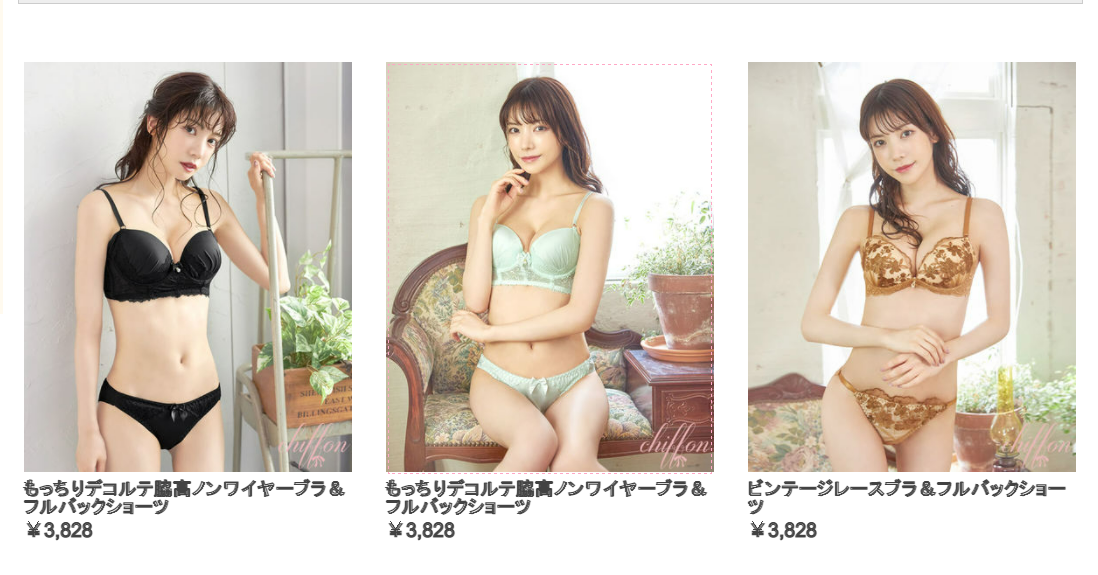 chiffon
chiffon
chiffon
もっちりデコルテ脇高ノンワイヤーブラ＆
フルバックショーツ
￥3,828
もっちりデコルテ脇高ノンワイヤーブラ＆
フルバックショーツ
￥3,828
ビンテージレースブラ＆フルバックショー
ツ
￥3,828